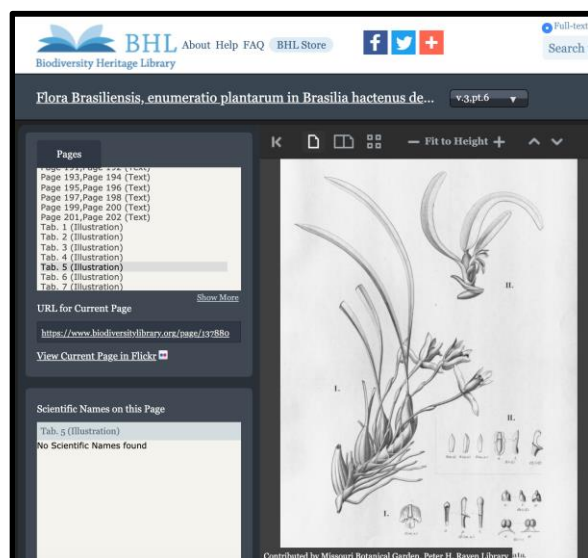 BHL
Biodiversity Heritage Library
About Help FAQ BHL Store
Full-text
Search
Flora Brasiliensis, enumeratio plantarum in Brasilia hactenus de... v.3,pt.6
Pages
Page 191,Page 192 (Text)
Page 193,Page 194 (Text)
Page 195,Page 196 (Text)
Page 197,Page 198 (Text)
Page 199,Page 200 (Text)
Page 201,Page 202 (Text)
Tab. 1 (Illustration)
Tab. 2 (Illustration)
Tab. 3 (Illustration)
Tab. 4 (Illustration)
Tab. 5 (Illustration)
Tab. 6 (Illustration)
Tab. 7 (Illustration)
Show More
URL for Current Page
https://www.biodiversitylibrary.org/page/137880
View Current Page in Flickr
Scientific Names on this Page
Tab. 5 (Illustration)
No Scientific Names found
Fit to Height
II.
I.
II.
I.
Contributed by Missouri Botanical Garden, Peter H. Raven Library